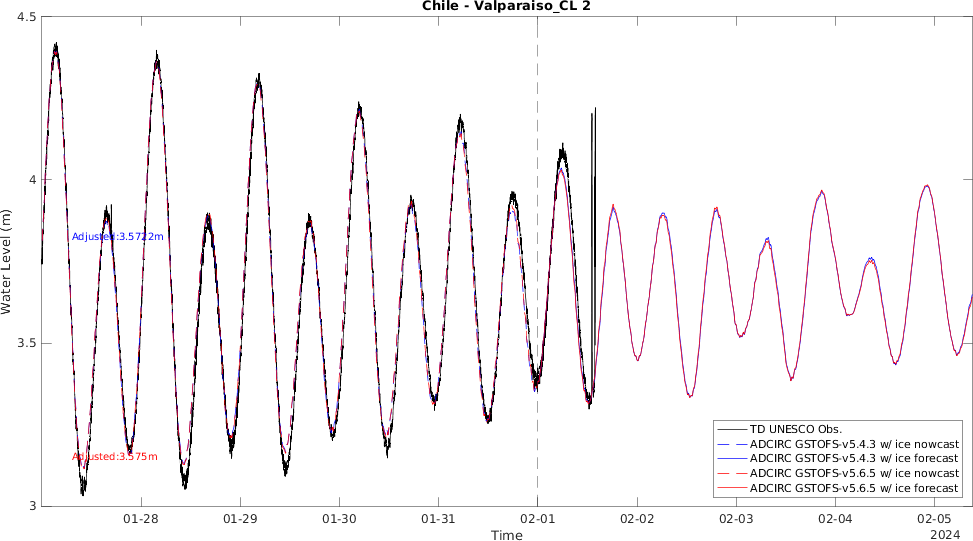 Chile - Valparaiso_CL 2
4.5
4
3.5
3
Water Level (m)
Adjusted:3.5722m
Adjusted:3.575m
TD UNESCO Obs.
ADCIRC GSTOFS-v5.4.3 w/ ice nowcast
ADCIRC GSTOFS-v5.4.3 w/ ice forecast
ADCIRC GSTOFS-v5.6.5 w/ ice nowcast
ADCIRC GSTOFS-v5.6.5 w/ ice forecast
01-28 01-29 01-30 01-31 02-01 02-02 02-03 02-04 02-05
Time 2024